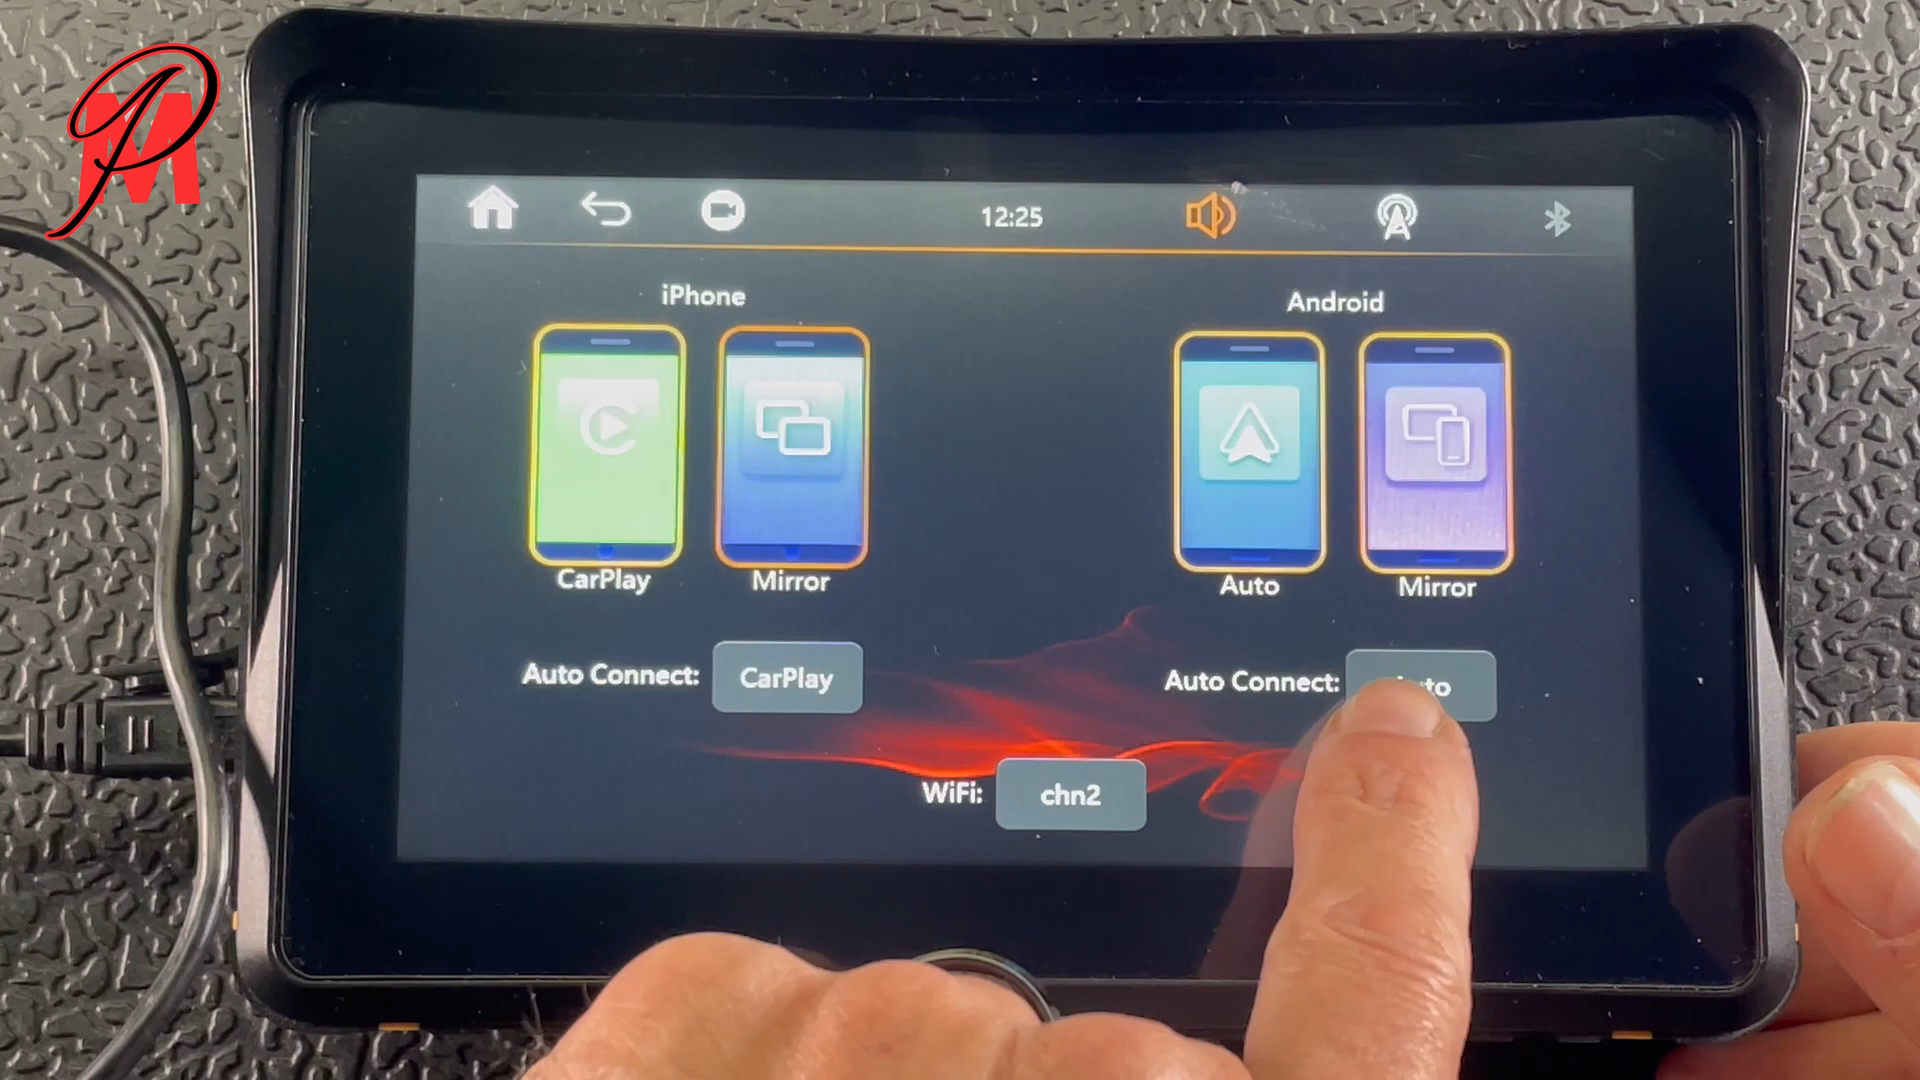 12:25
iPhone
Android
CarPlay
Mirror
Auto
Mirror
Auto Connect: CarPlay
Auto Connect:
WiFi: chn2